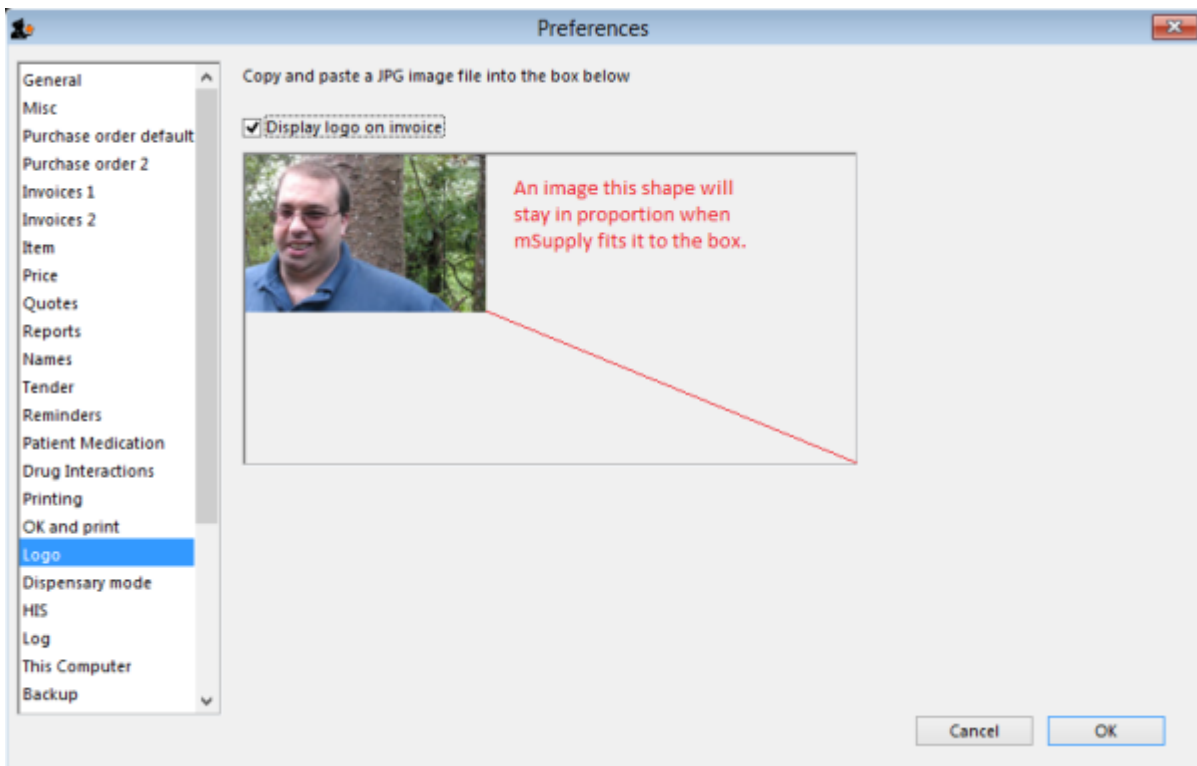 Preferences
General
Misc
Purchase order default
Purchase order 2
Invoices 1
Invoices 2
Item
Price
Quotes
Reports
Names
Tender
Reminders
Patient Medication
Drug Interactions
Printing
OK and print
Logo
Dispensary mode
HIS
Log
This Computer
Backup
Copy and paste a JPG image file into the box below
Display logo on invoice
An image this shape will
stay in proportion when
mSupply fits it to the box.
Cancel
OK